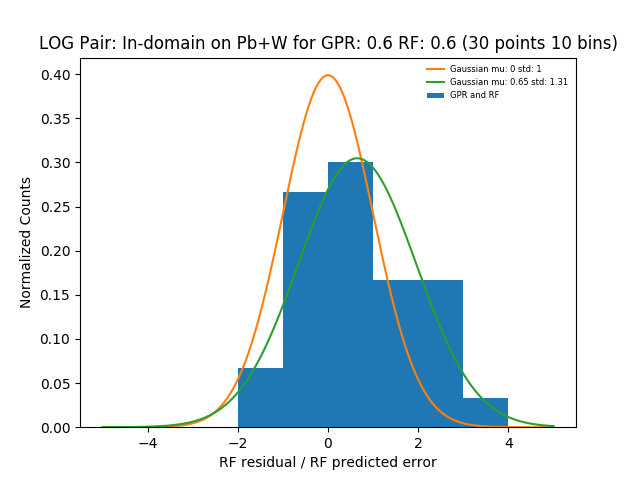 LOG Pair: In-domain on Pb+W for GPR: 0.6 RF: 0.6 (30 points 10 bins)
Gaussian mu: 0 std: 1
Gaussian mu: 0.65 std: 1.31
GPR and RF
Normalized Counts
0.40
0.35
0.30
0.25
0.20
0.15
0.10
0.05
0.00
−4
−2
0
2
4
RF residual / RF predicted error